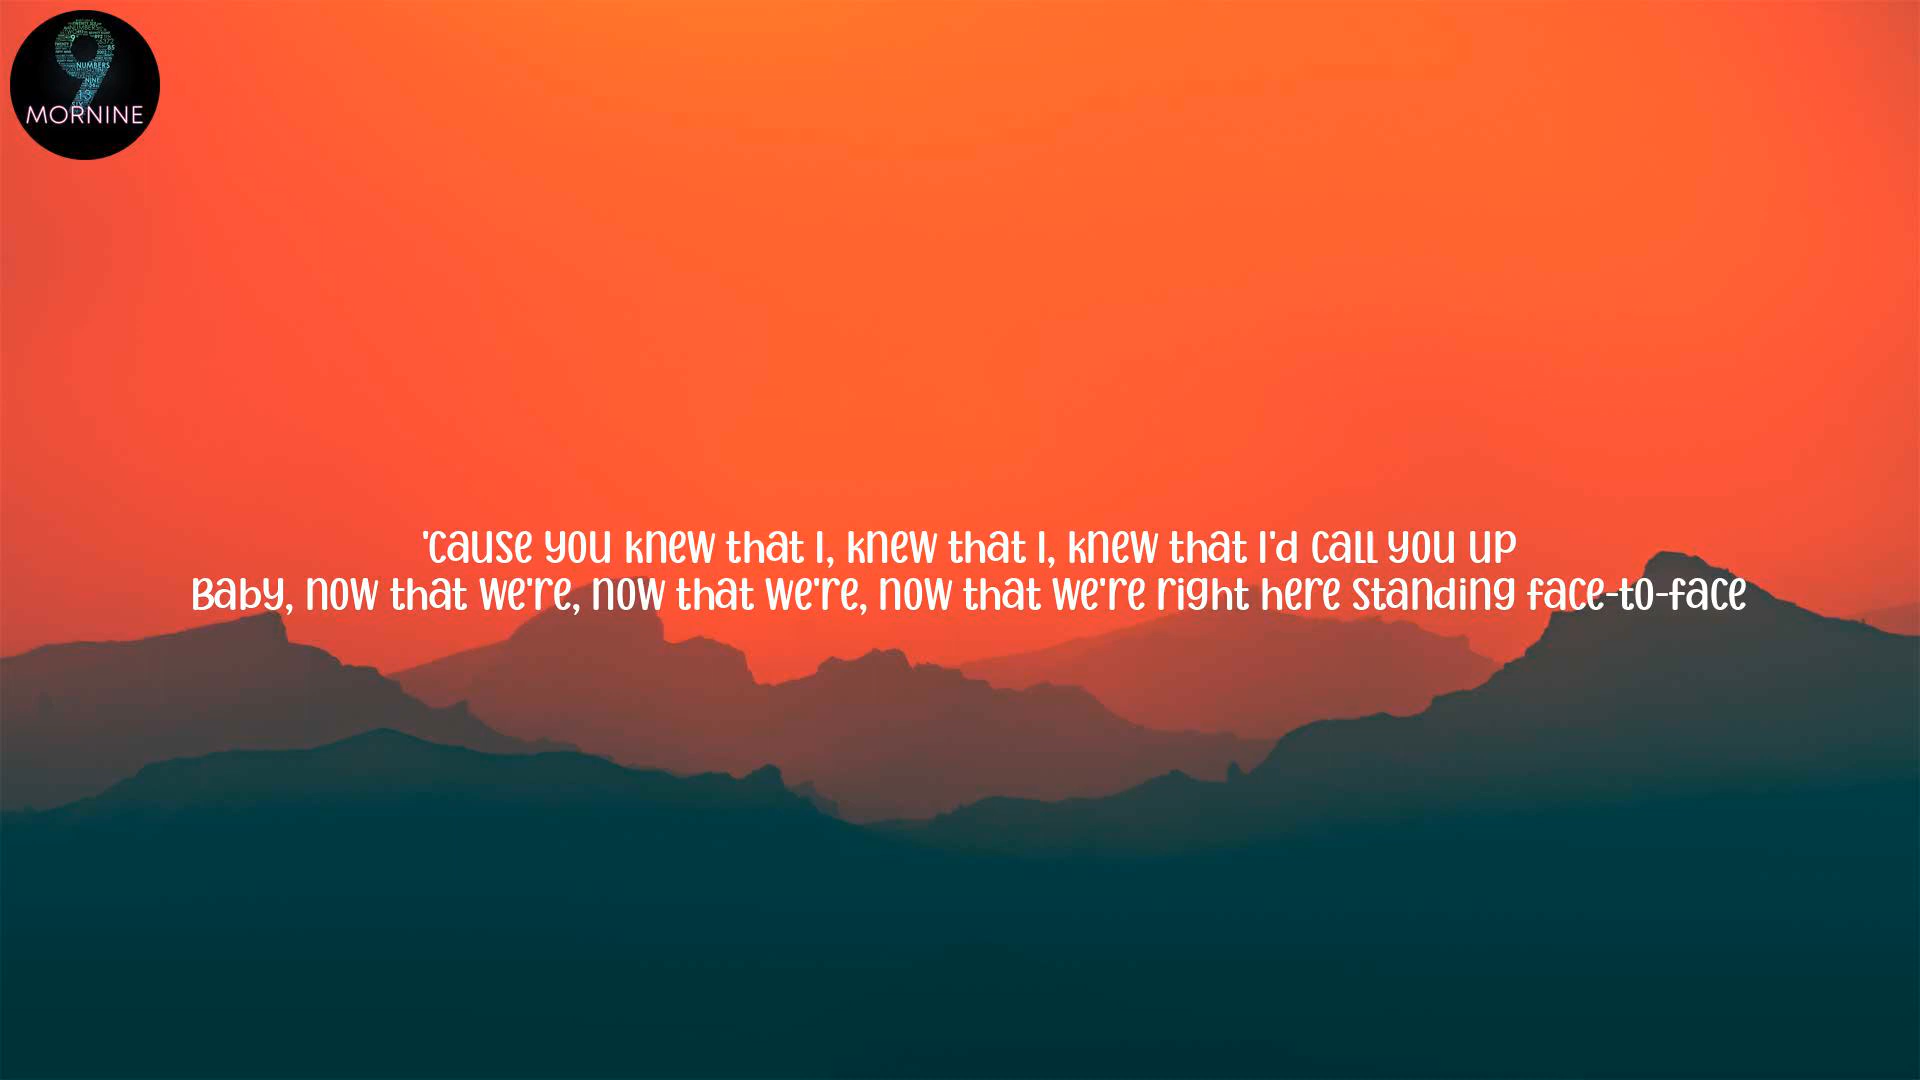 MORNINE
'cause you knew that I, knew that I, knew that I'd call you up
Baby, now that we're, now that we're, now that we're right here standing face-to-face